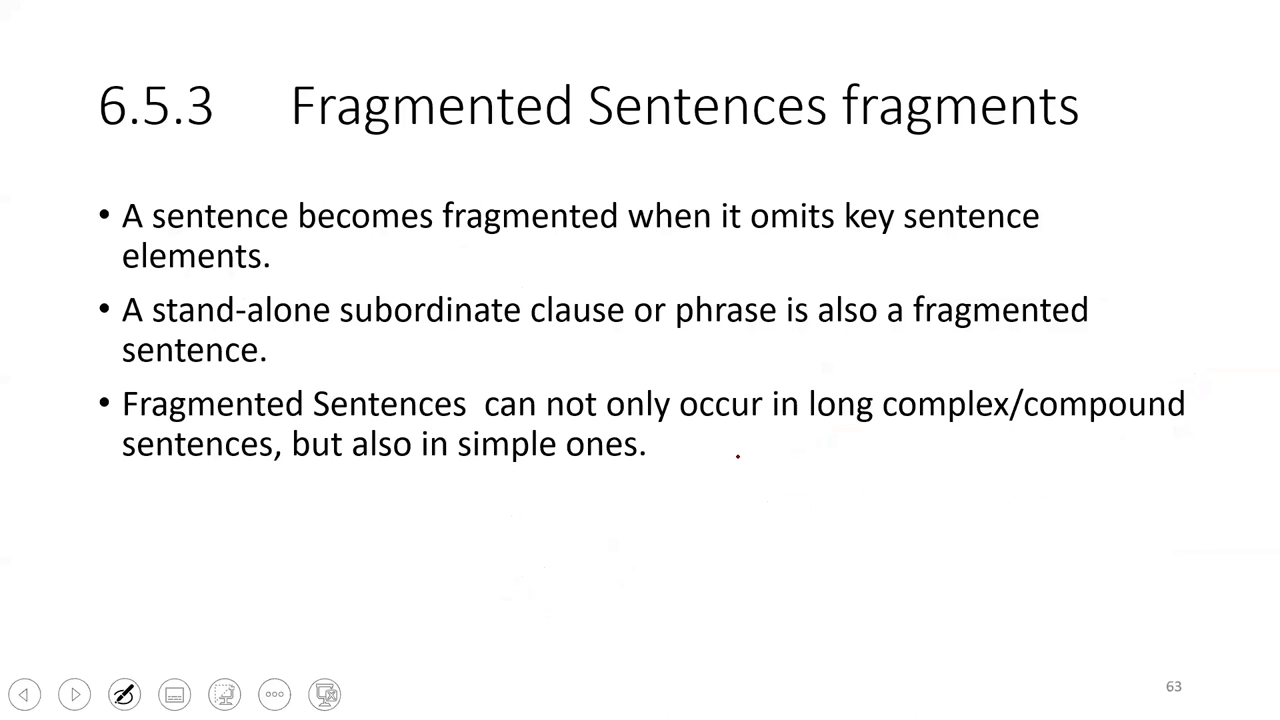 6.5.3 Fragmented Sentences fragments
• A sentence becomes fragmented when it omits key sentence
elements.
• A stand-alone subordinate clause or phrase is also a fragmented
sentence.
• Fragmented Sentences can not only occur in long complex/compound
sentences, but also in simple ones.
63